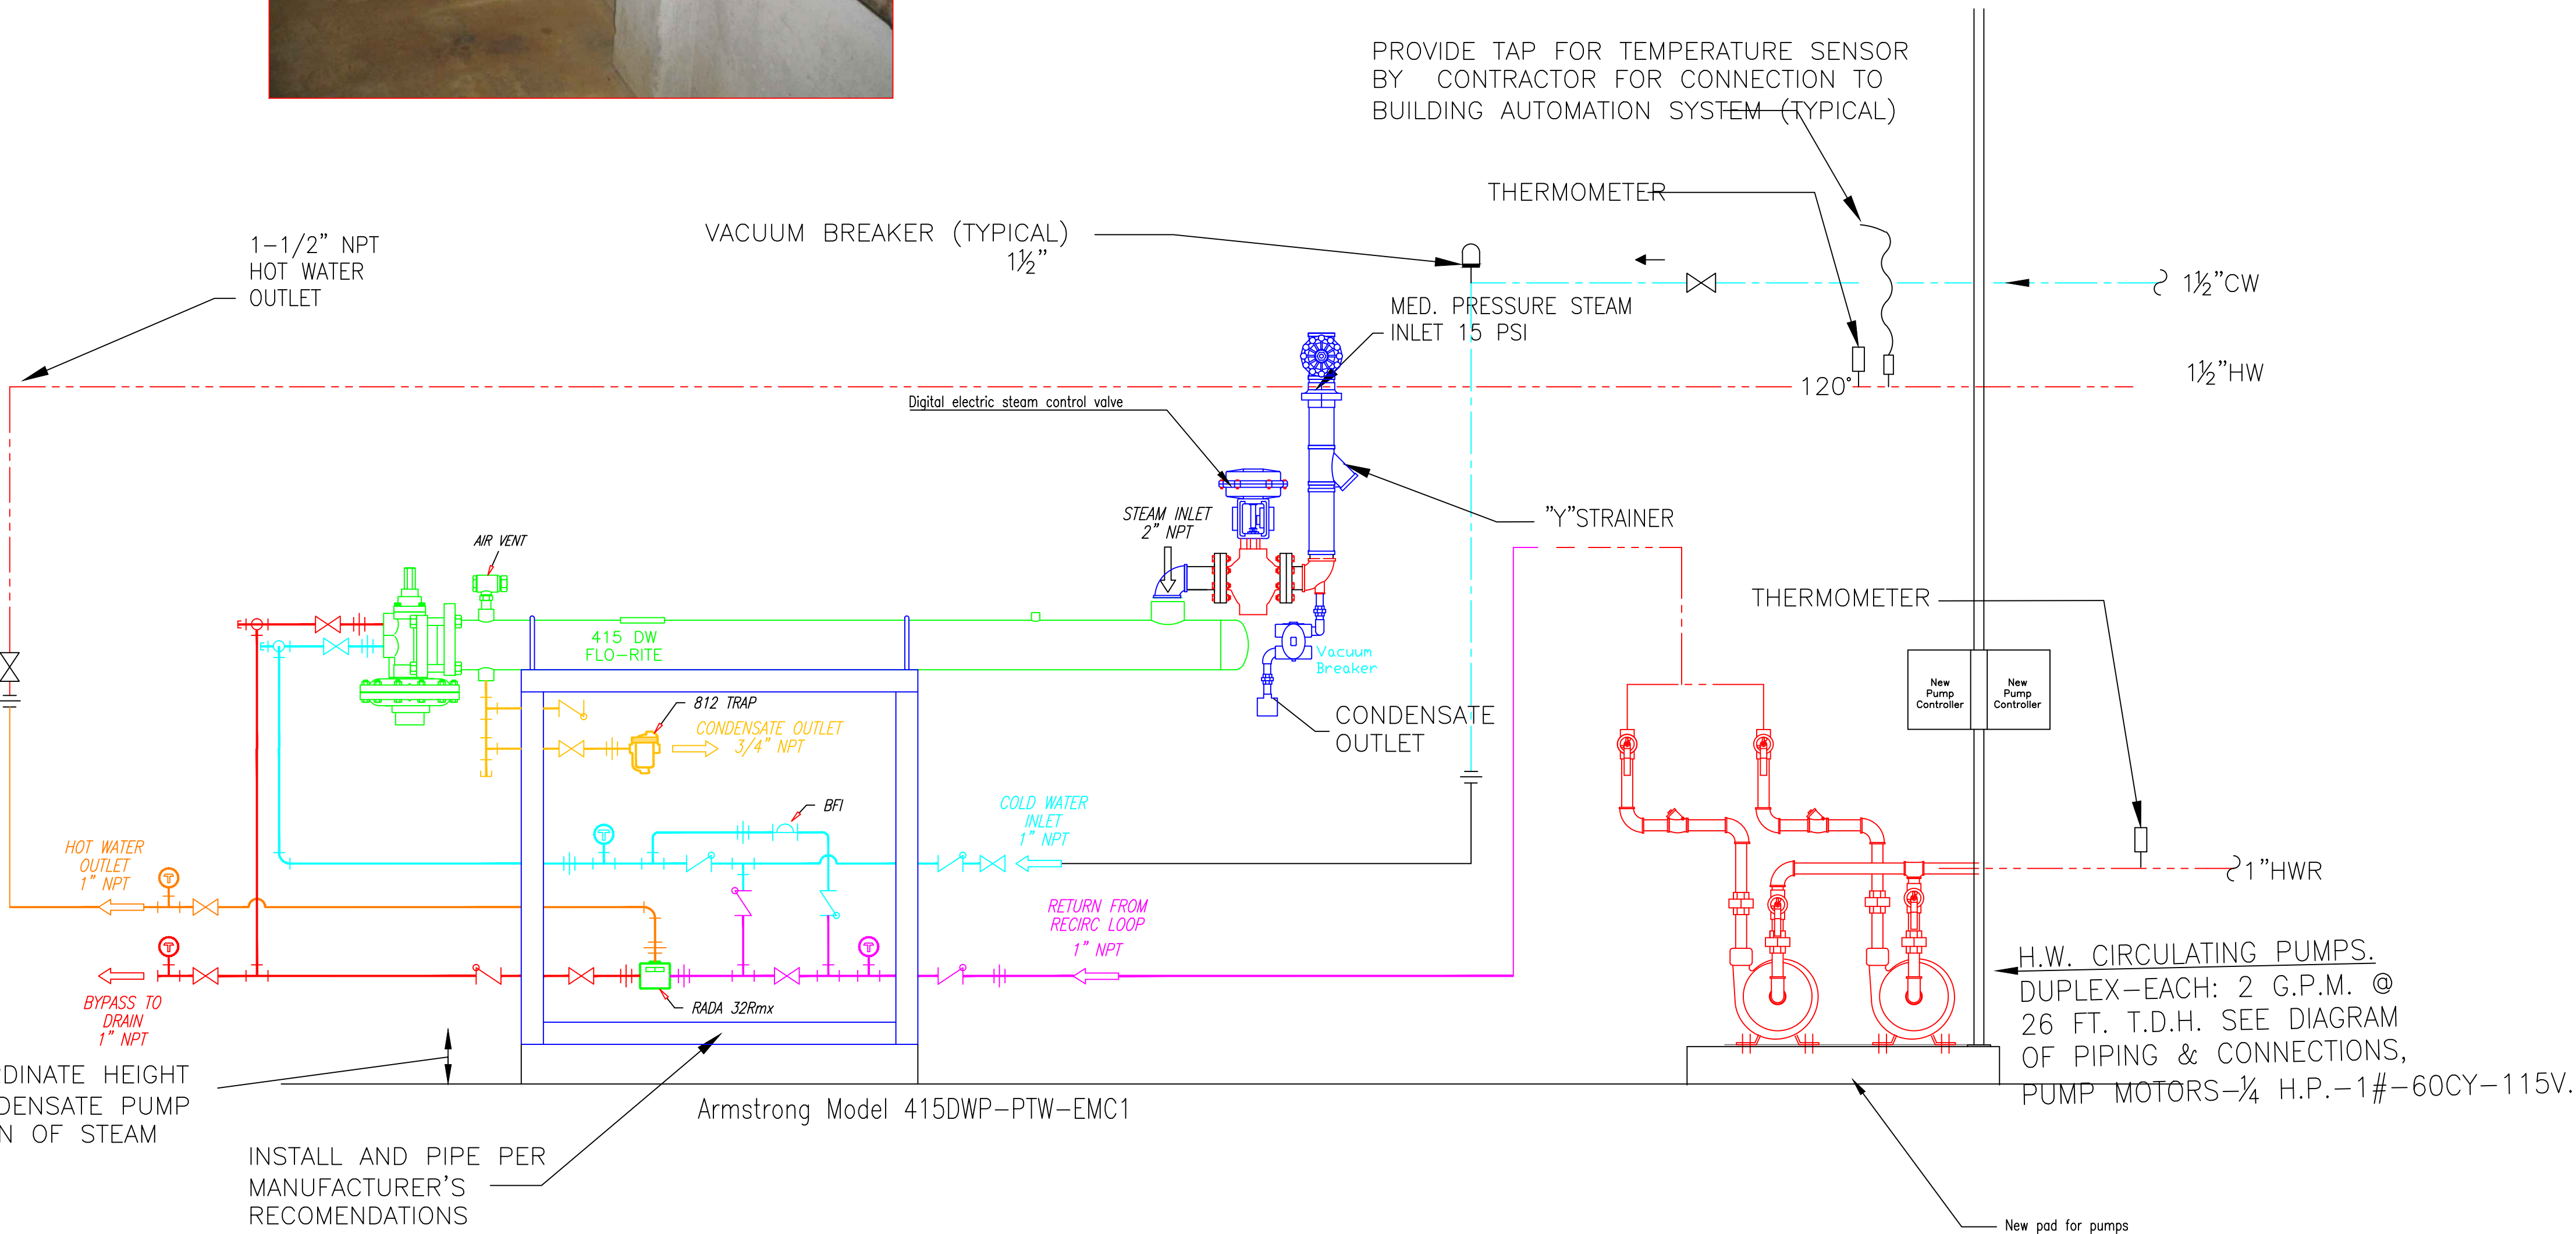 PROVIDE TAP FOR TEMPERATURE SENSOR
BY CONTRACTOR FOR CONNECTION TO
BUILDING AUTOMATION SYSTEM (TYPICAL)
THERMOMETER
VACUUM BREAKER (TYPICAL)
1½"
1-1/2" NPT
HOT WATER
OUTLET
1½"CW
MED. PRESSURE STEAM
INLET 15 PSI
1½"HW
120°
Digital electric steam control valve
STEAM INLET
2" NPT
"Y"STRAINER
AIR VENT
THERMOMETER
415 DW
FLO-RITE
Vacuum
Breaker
New
Pump
Controller
New
Pump
Controller
812 TRAP
CONDENSATE OUTLET
3/4" NPT
CONDENSATE
OUTLET
BFI
COLD WATER
INLET
1" NPT
HOT WATER
OUTLET
1" NPT
T
T
T
T
1"HWR
RETURN FROM
RECIRC LOOP
1" NPT
BYPASS TO
DRAIN
1" NPT
RADA 32Rmx
H.W. CIRCULATING PUMPS.
DUPLEX-EACH: 2 G.P.M. @
26 FT. T.D.H. SEE DIAGRAM
OF PIPING & CONNECTIONS,
PUMP MOTORS-¼ H.P.-1#-60CY-115V.
DINATE HEIGHT
DENSATE PUMP
N OF STEAM
Armstrong Model 415DWP-PTW-EMC1
INSTALL AND PIPE PER
MANUFACTURER'S
RECOMENDATIONS
New pad for pumps